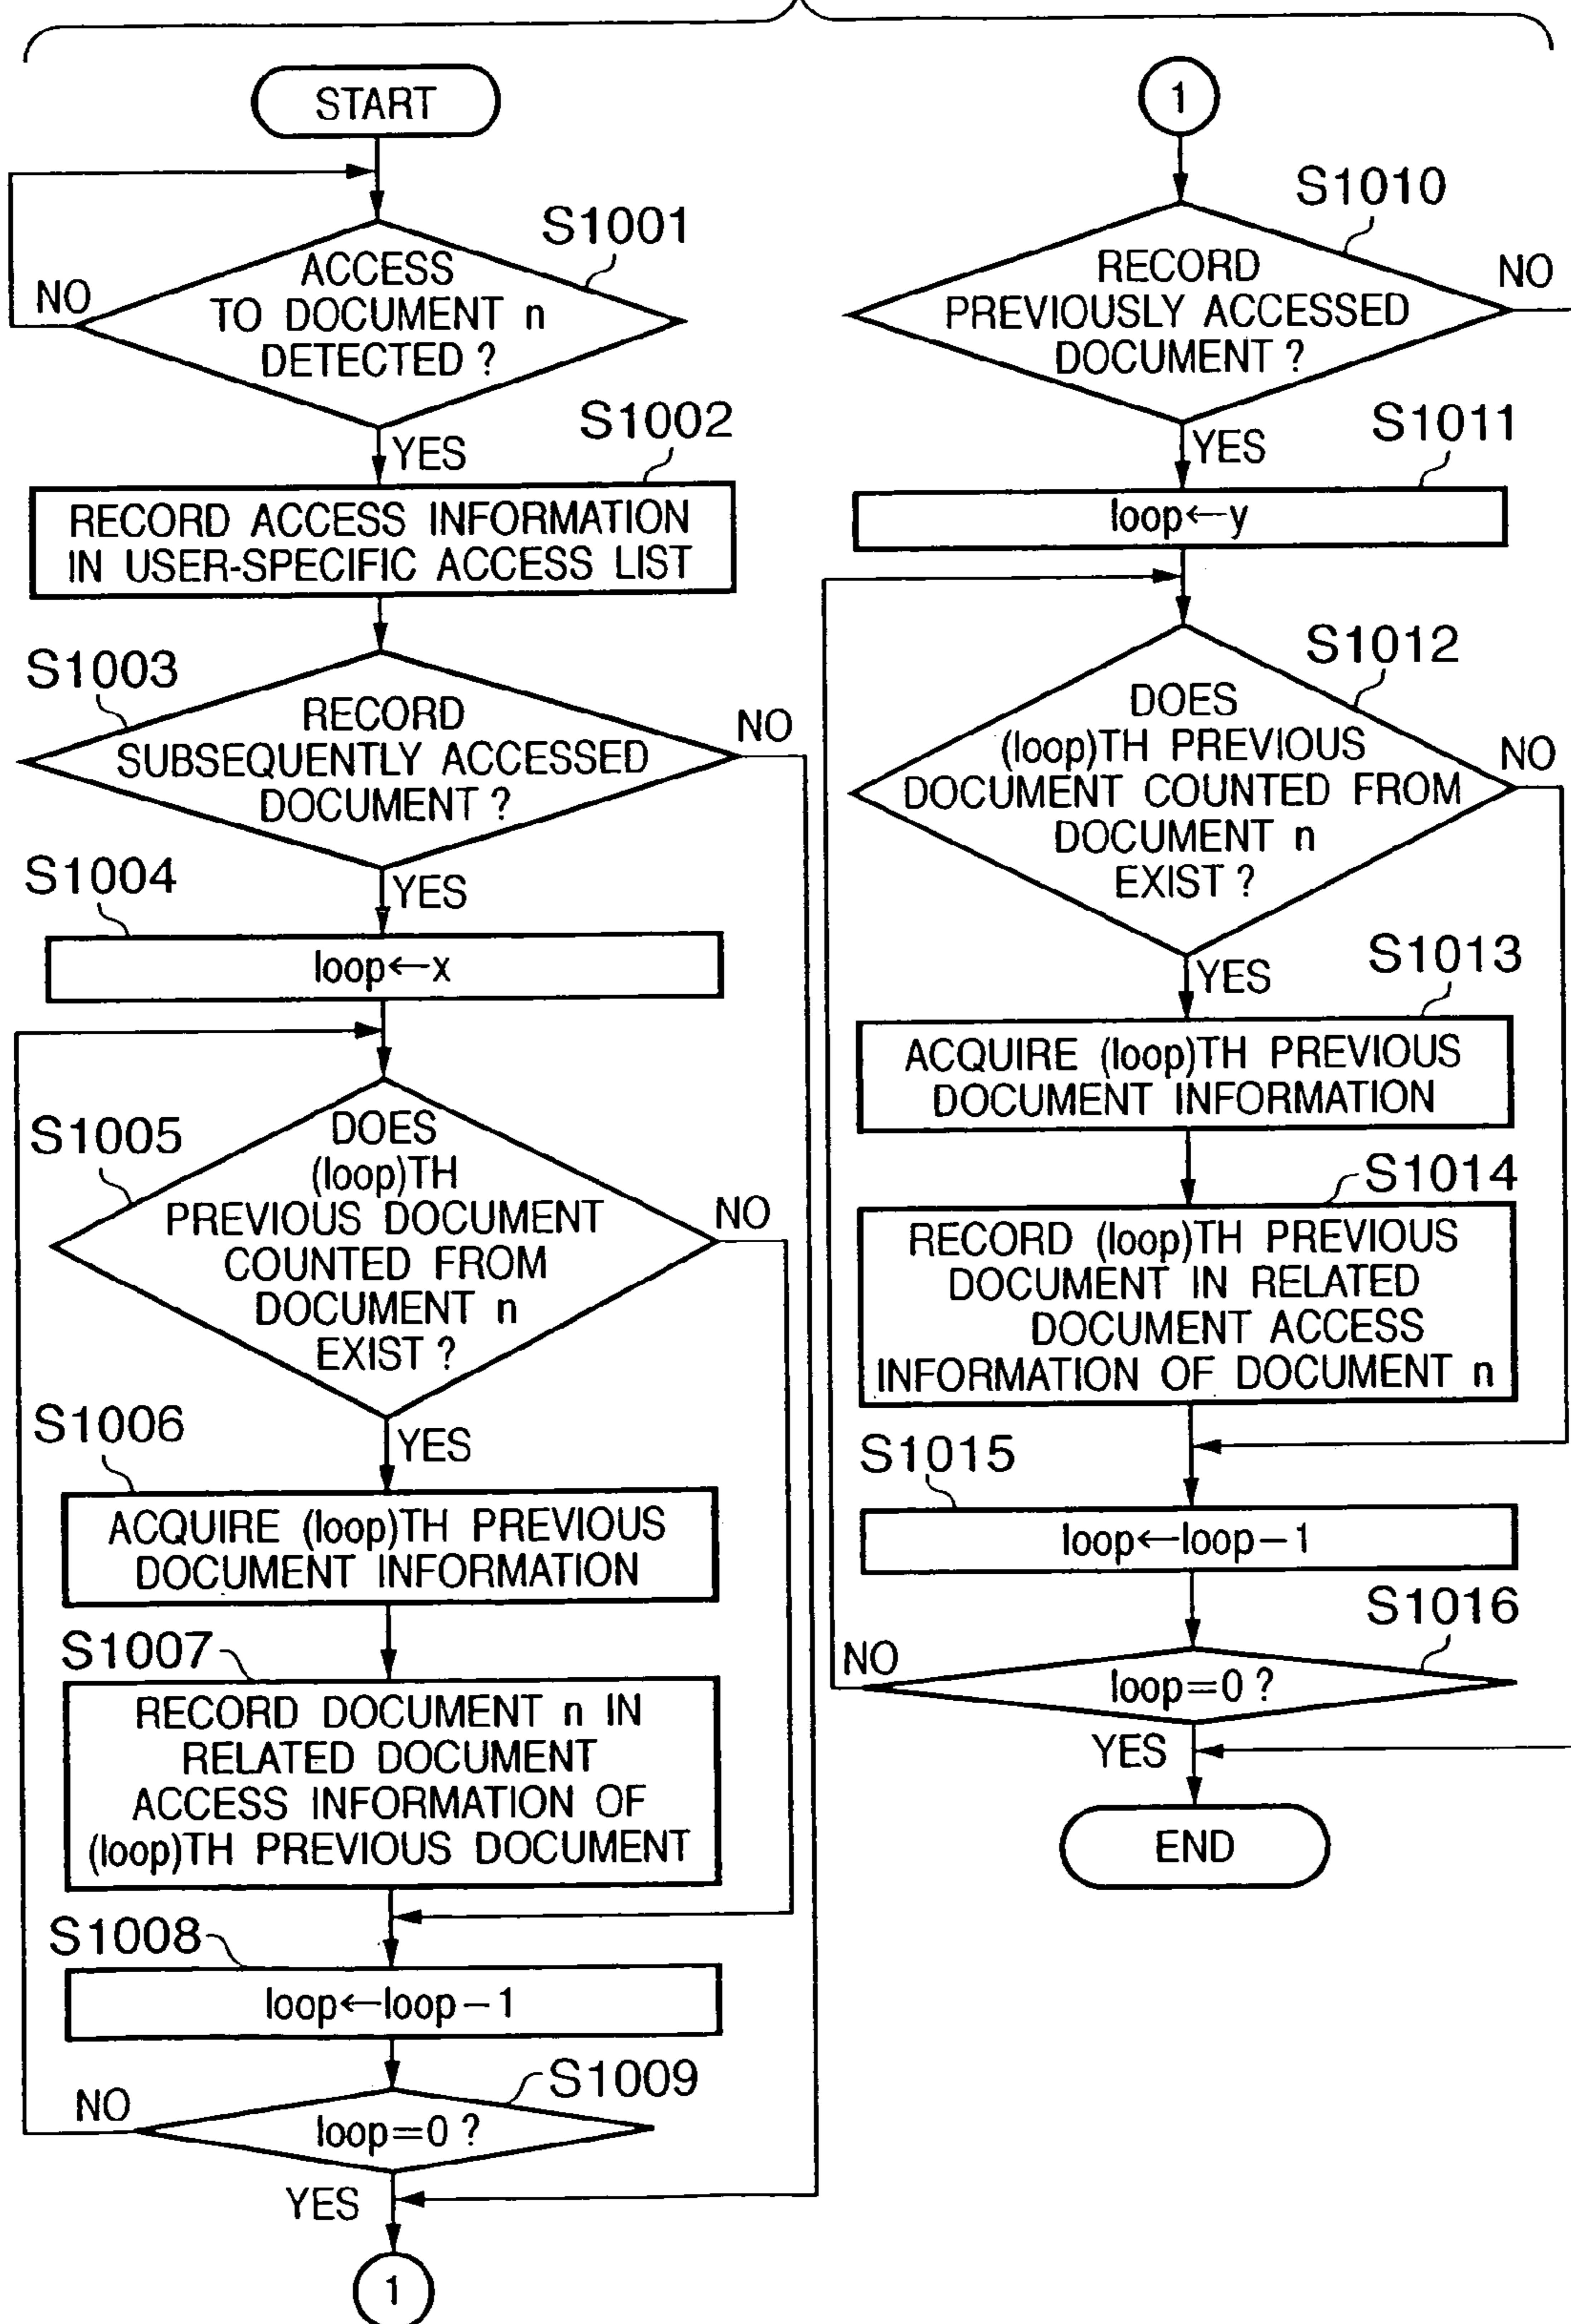 START
S1001
ACCESS
TO DOCUMENT n
DETECTED ?
NO
YES
S1002
RECORD ACCESS INFORMATION
IN USER-SPECIFIC ACCESS LIST
S1003
RECORD
SUBSEQUENTLY ACCESSED
DOCUMENT ?
NO
YES
S1004
loop←x
S1005
DOES
(loop)TH
PREVIOUS DOCUMENT
COUNTED FROM
DOCUMENT n
EXIST ?
NO
YES
S1006
ACQUIRE (loop)TH PREVIOUS
DOCUMENT INFORMATION
S1007
RECORD DOCUMENT n IN
RELATED DOCUMENT
ACCESS INFORMATION OF
(loop)TH PREVIOUS DOCUMENT
S1008
loop←loop−1
S1009
loop=0 ?
NO
YES
1
1
S1010
RECORD
PREVIOUSLY ACCESSED
DOCUMENT ?
NO
YES
S1011
loop←y
S1012
DOES
(loop)TH PREVIOUS
DOCUMENT COUNTED FROM
DOCUMENT n
EXIST ?
NO
YES
S1013
ACQUIRE (loop)TH PREVIOUS
DOCUMENT INFORMATION
S1014
RECORD (loop)TH PREVIOUS
DOCUMENT IN RELATED
DOCUMENT ACCESS
INFORMATION OF DOCUMENT n
S1015
loop←loop−1
S1016
loop=0 ?
NO
YES
END